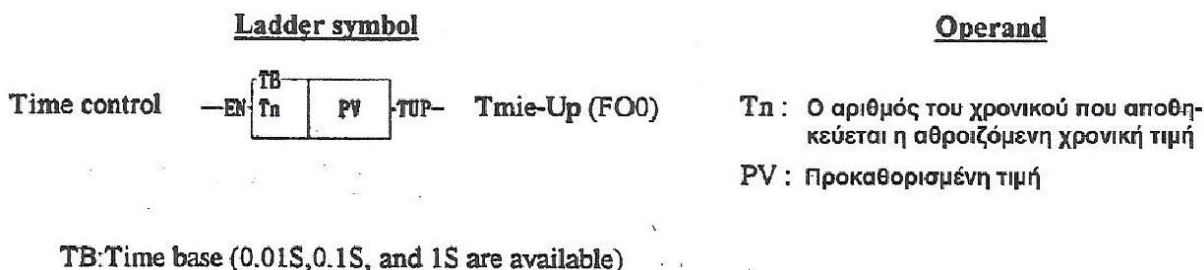 Ladder symbol
Operand
Time control
EN
TB
Tn
PV
TUP
Tmie-Up (FO0)
Tn : Ο αριθμός του χρονικού που αποθη-
κεύεται η αθροιζόμενη χρονική τιμή
PV : Προκαθορισμένη τιμή
TB:Time base (0.01S,0.1S, and 1S are available)